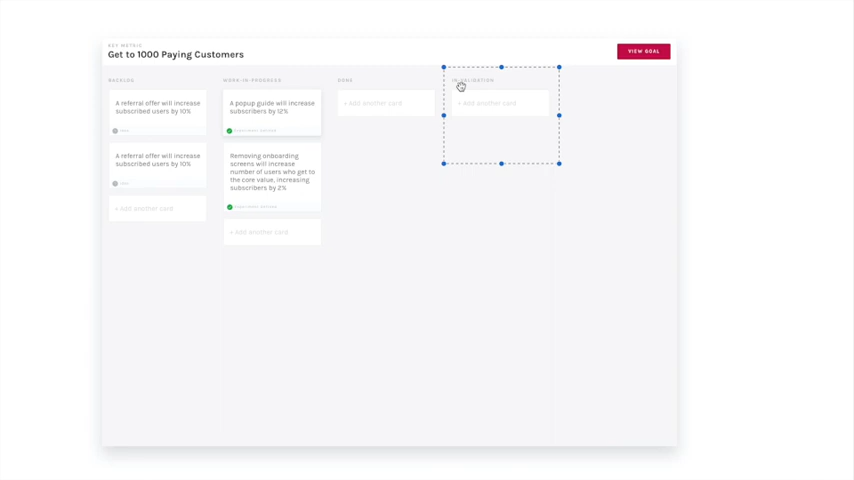 KEY METRIC
Get to 1000 Paying Customers
VIEW GOAL
BACKLOG
WORK-IN-PROGRESS
DONE
IN-VALIDATION
A referral offer will increase
subscribed users by 10%
A popup guide will increase
subscribers by 12%
+ Add another card
+ Add another card
A referral offer will increase
subscribed users by 10%
Removing onboarding
screens will increase
number of users who get to
the core value, increasing
subscribers by 2%
+ Add another card
+ Add another card